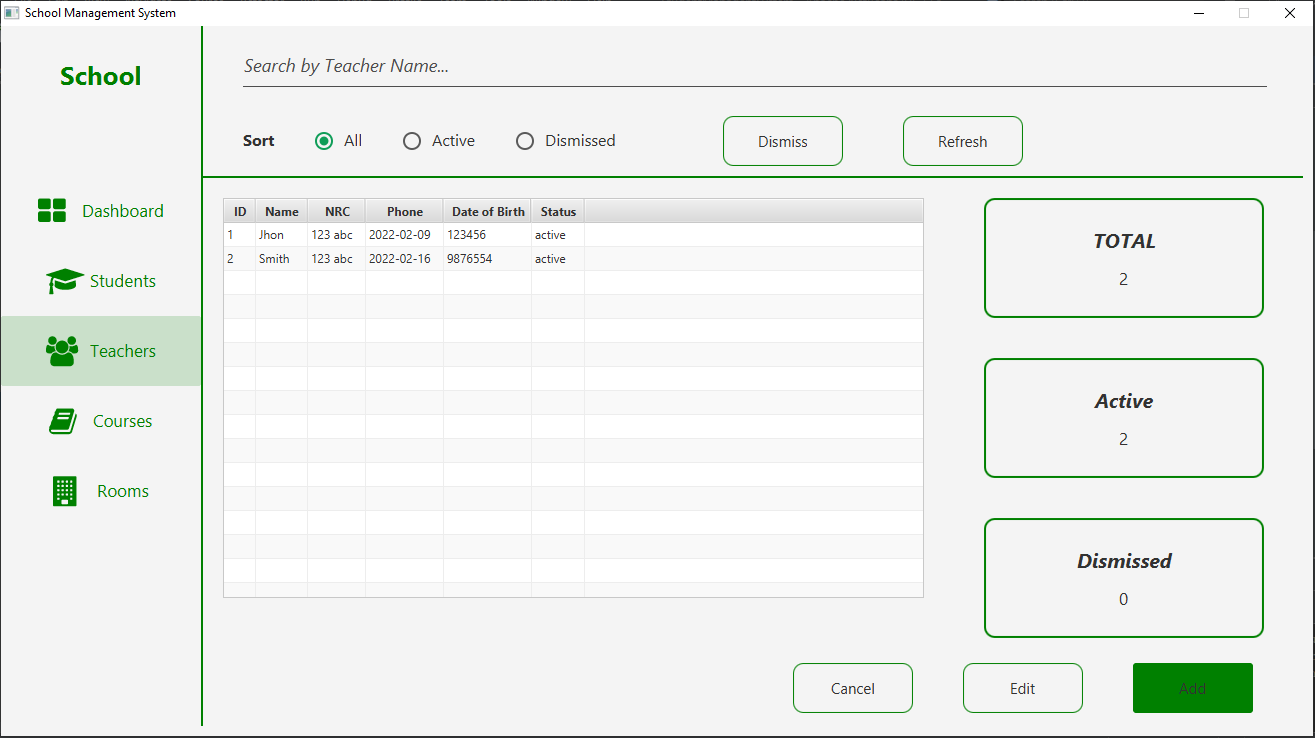 School Management System
School
Dashboard
Students
Teachers
Courses
Rooms
Search by Teacher Name...
Sort All Active Dismissed Dismiss Refresh
ID Name NRC Phone Date of Birth Status
1 Jhon 123 abc 2022-02-09 123456 active
2 Smith 123 abc 2022-02-16 9876554 active
TOTAL
2
Active
2
Dismissed
0
Cancel Edit Add